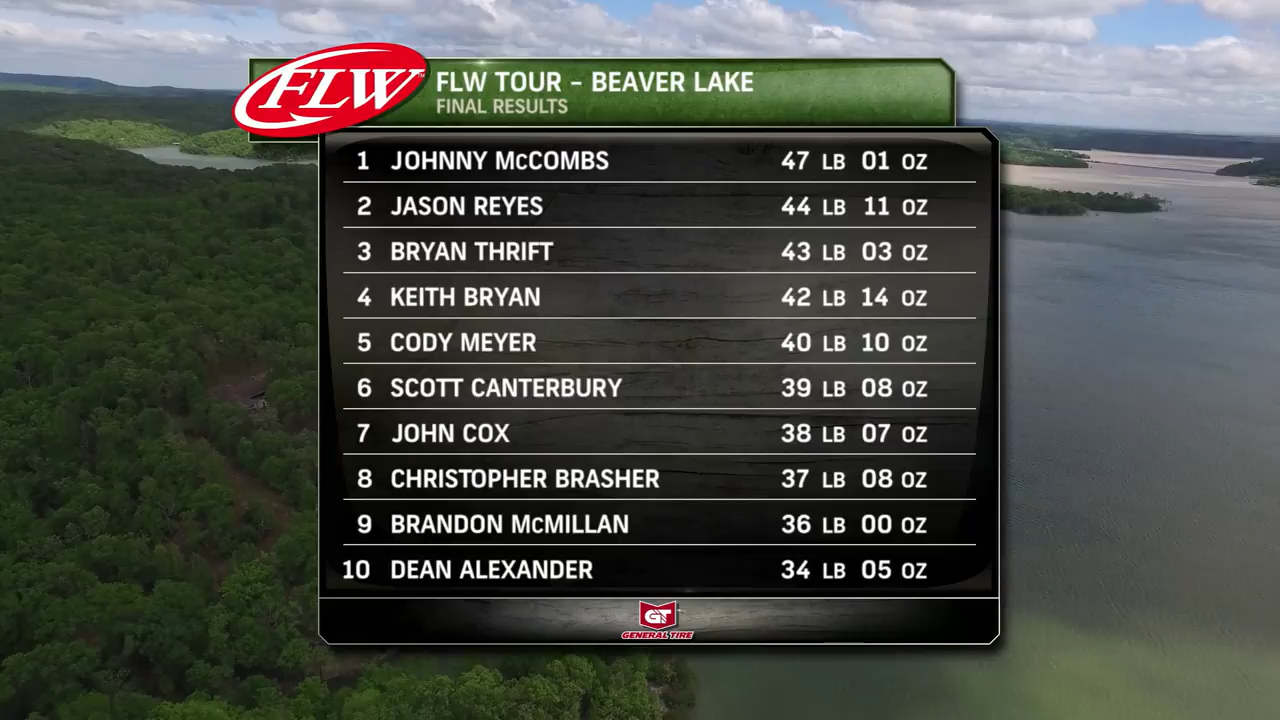 FLW
FLW TOUR - BEAVER LAKE
FINAL RESULTS
1 JOHNNY McCOMBS 47 LB 01 OZ
2 JASON REYES 44 LB 11 OZ
3 BRYAN THRIFT 43 LB 03 OZ
4 KEITH BRYAN 42 LB 14 OZ
5 CODY MEYER 40 LB 10 OZ
6 SCOTT CANTERBURY 39 LB 08 OZ
7 JOHN COX 38 LB 07 OZ
8 CHRISTOPHER BRASHER 37 LB 08 OZ
9 BRANDON McMILLAN 36 LB 00 OZ
10 DEAN ALEXANDER 34 LB 05 OZ
GT
GENERAL TIRE